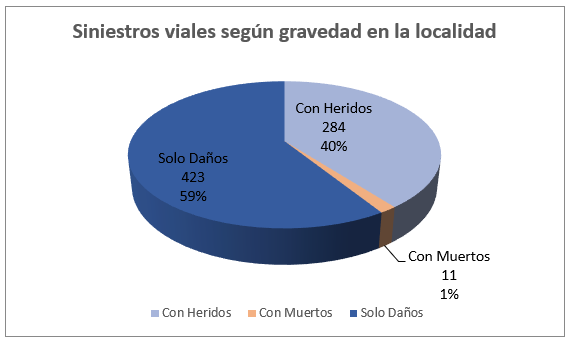 Siniestros viales según gravedad en la localidad
Con Heridos
284
40%
Solo Daños
423
59%
Con Muertos
11
1%
Con Heridos
Con Muertos
Solo Daños